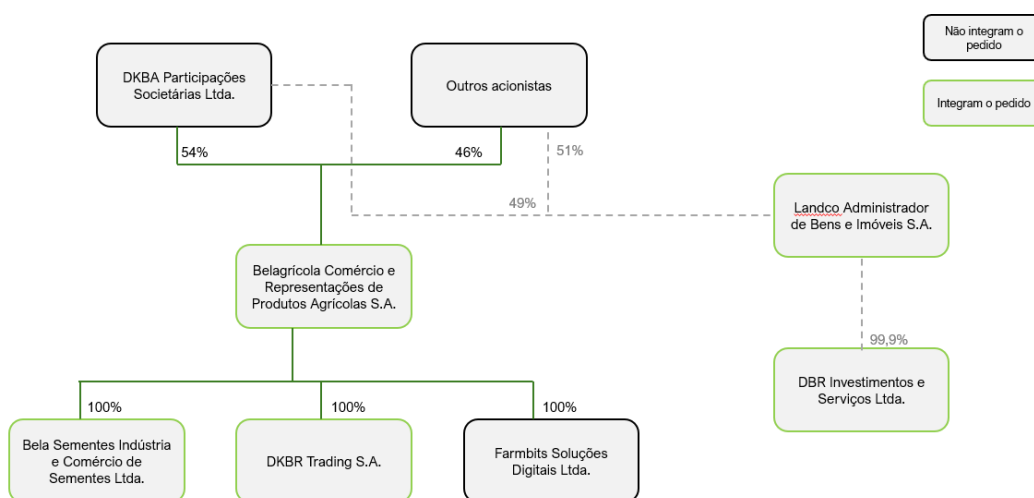 Não integram o
pedido
DKBA Participações
Societárias Ltda.
Outros acionistas
Integram o pedido
54%
46%
51%
49%
Landco Administrador
de Bens e Imóveis S.A.
Belagrícola Comércio e
Representações de
Produtos Agrícolas S.A.
99,9%
DBR Investimentos e
Serviços Ltda.
100%
100%
100%
Bela Sementes Indústria
e Comércio de
Sementes Ltda.
DKBR Trading S.A.
Farmbits Soluções
Digitais Ltda.